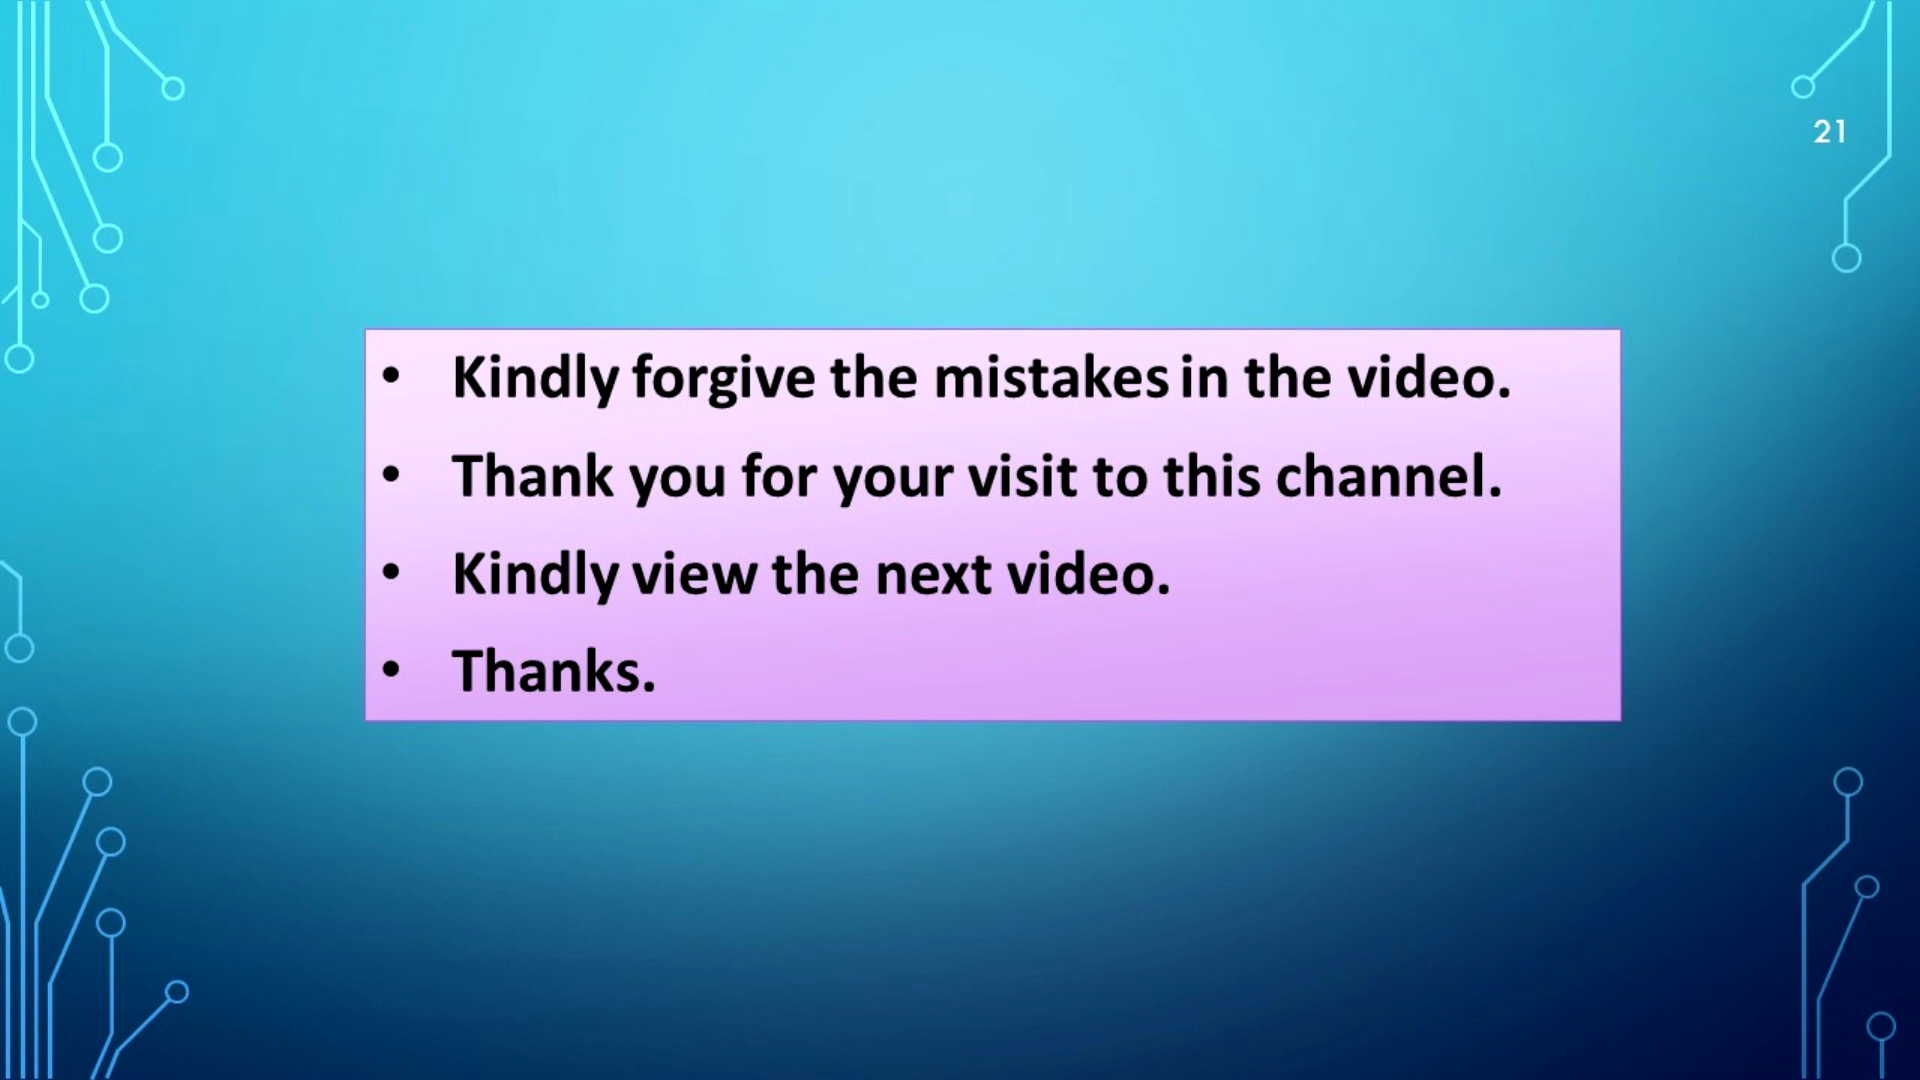 21
• Kindly forgive the mistakes in the video.
• Thank you for your visit to this channel.
• Kindly view the next video.
• Thanks.